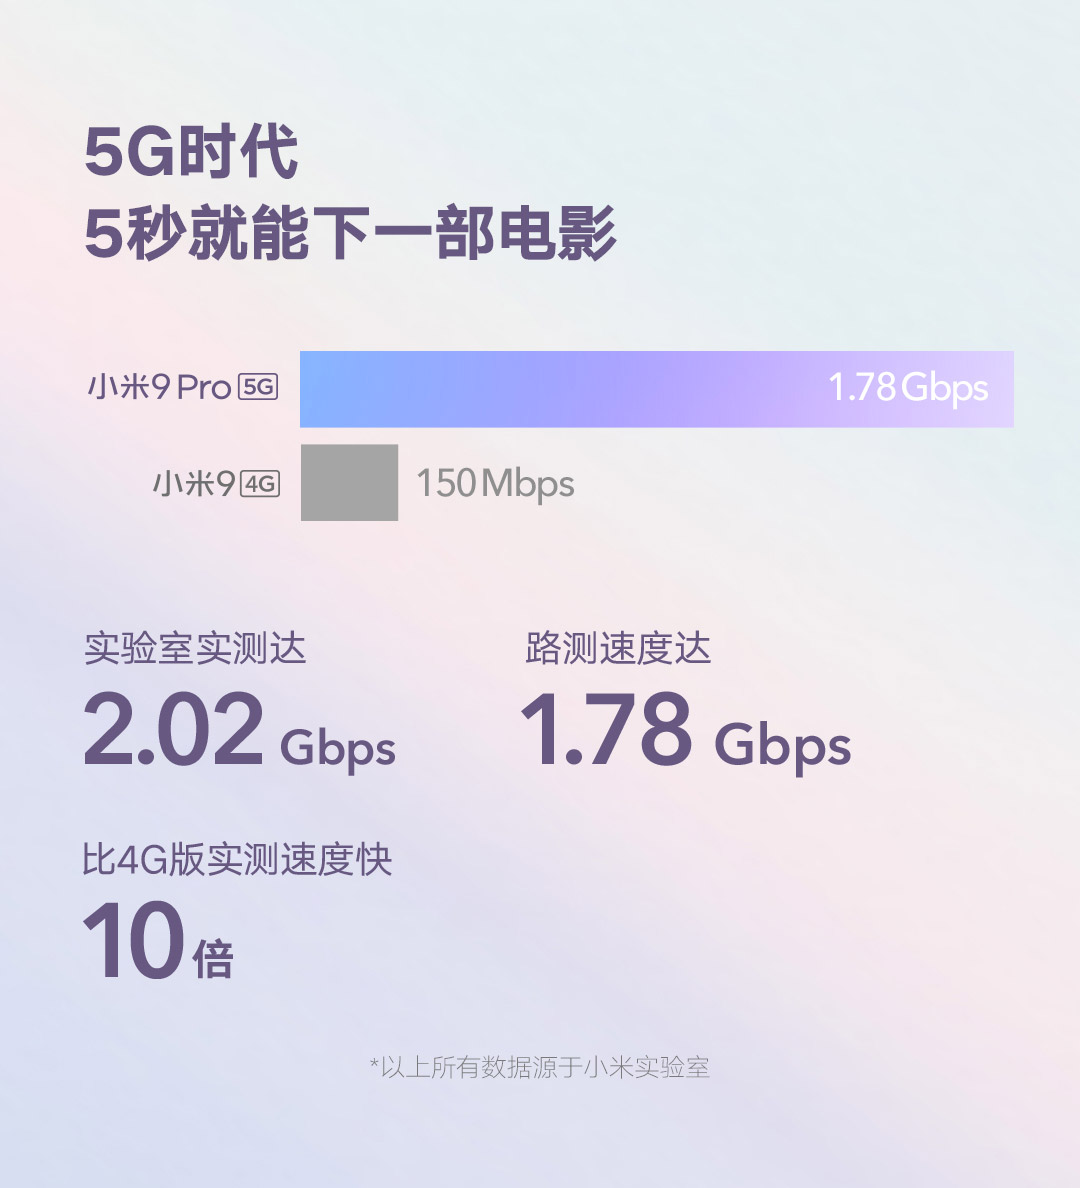 5G时代
5秒就能下一部电影
小米9 Pro 5G
1.78 Gbps
小米9 4G
150 Mbps
实验室实测达
2.02 Gbps
路测速度达
1.78 Gbps
比4G版实测速度快
10 倍
*以上所有数据源于小米实验室